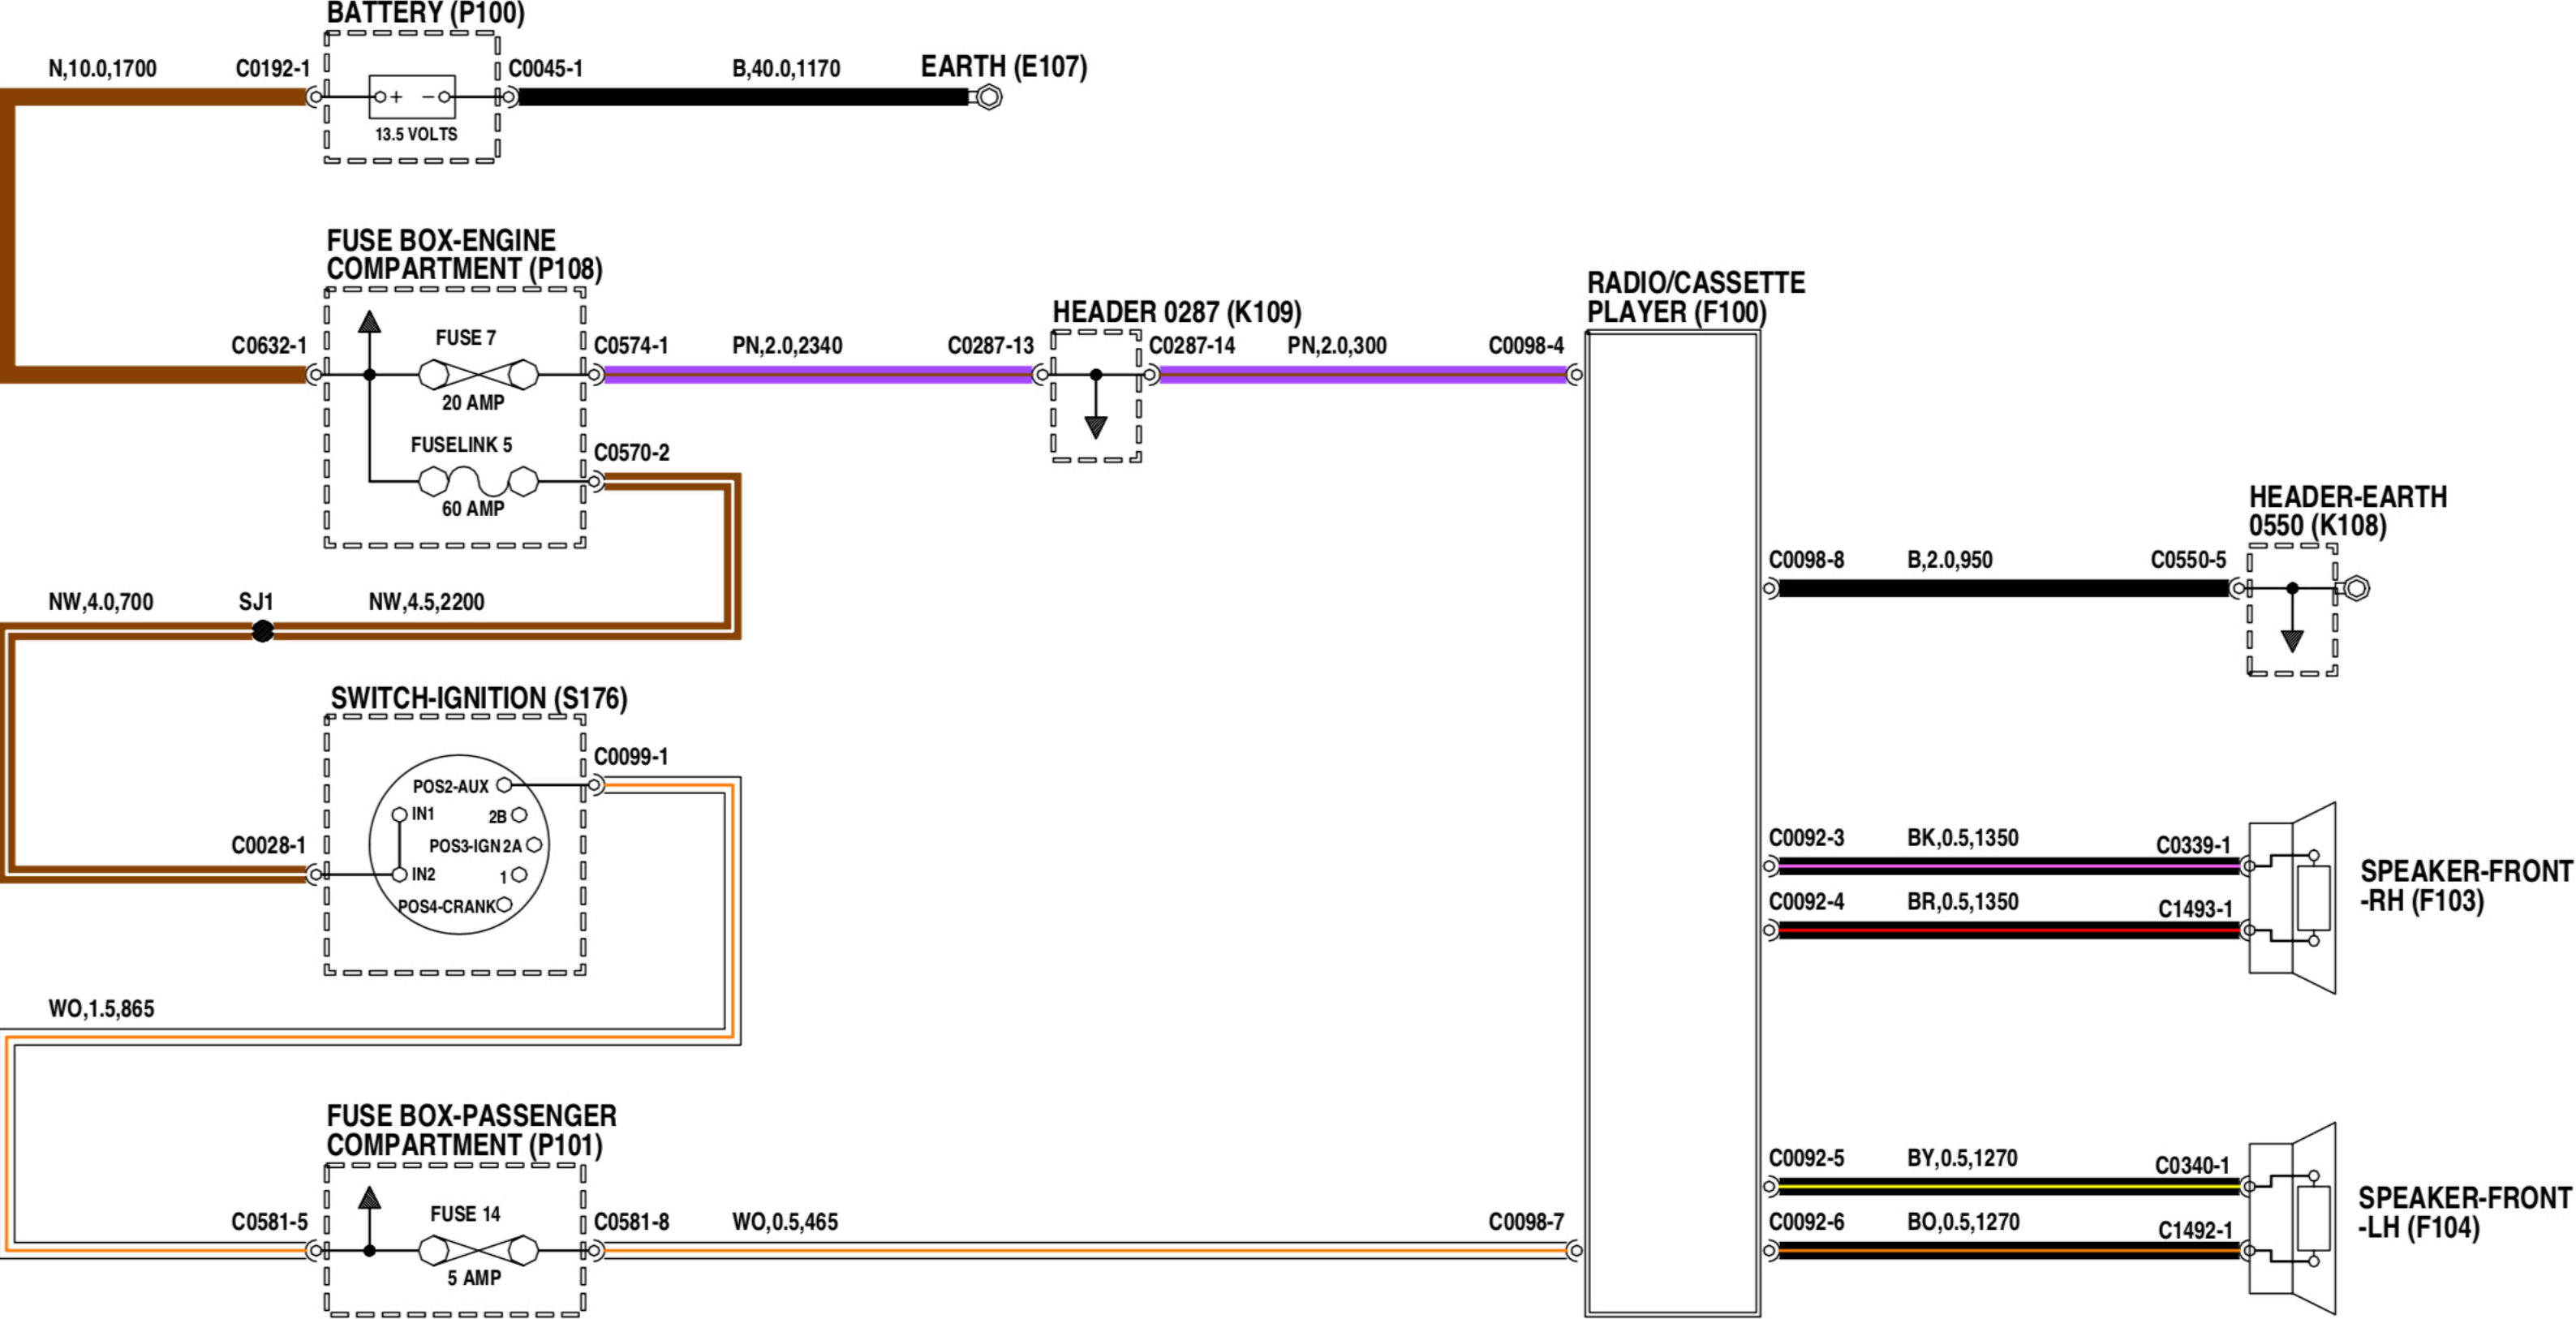 BATTERY (P100)
N,10.0,1700
C0192-1
C0045-1
B,40.0,1170
EARTH (E107)
+ −
13.5 VOLTS
FUSE BOX-ENGINE
COMPARTMENT (P108)
C0632-1
FUSE 7
20 AMP
C0574-1
PN,2.0,2340
C0287-13
HEADER 0287 (K109)
C0287-14
PN,2.0,300
C0098-4
RADIO/CASSETTE
PLAYER (F100)
FUSELINK 5
60 AMP
C0570-2
NW,4.0,700
SJ1
NW,4.5,2200
SWITCH-IGNITION (S176)
C0099-1
POS2-AUX
IN1
2B
POS3-IGN 2A
C0028-1
IN2
1
POS4-CRANK
WO,1.5,865
FUSE BOX-PASSENGER
COMPARTMENT (P101)
C0581-5
FUSE 14
5 AMP
C0581-8
WO,0.5,465
C0098-7
HEADER-EARTH
0550 (K108)
C0098-8
B,2.0,950
C0550-5
C0092-3
BK,0.5,1350
C0339-1
C0092-4
BR,0.5,1350
C1493-1
SPEAKER-FRONT
-RH (F103)
C0092-5
BY,0.5,1270
C0340-1
C0092-6
BO,0.5,1270
C1492-1
SPEAKER-FRONT
-LH (F104)